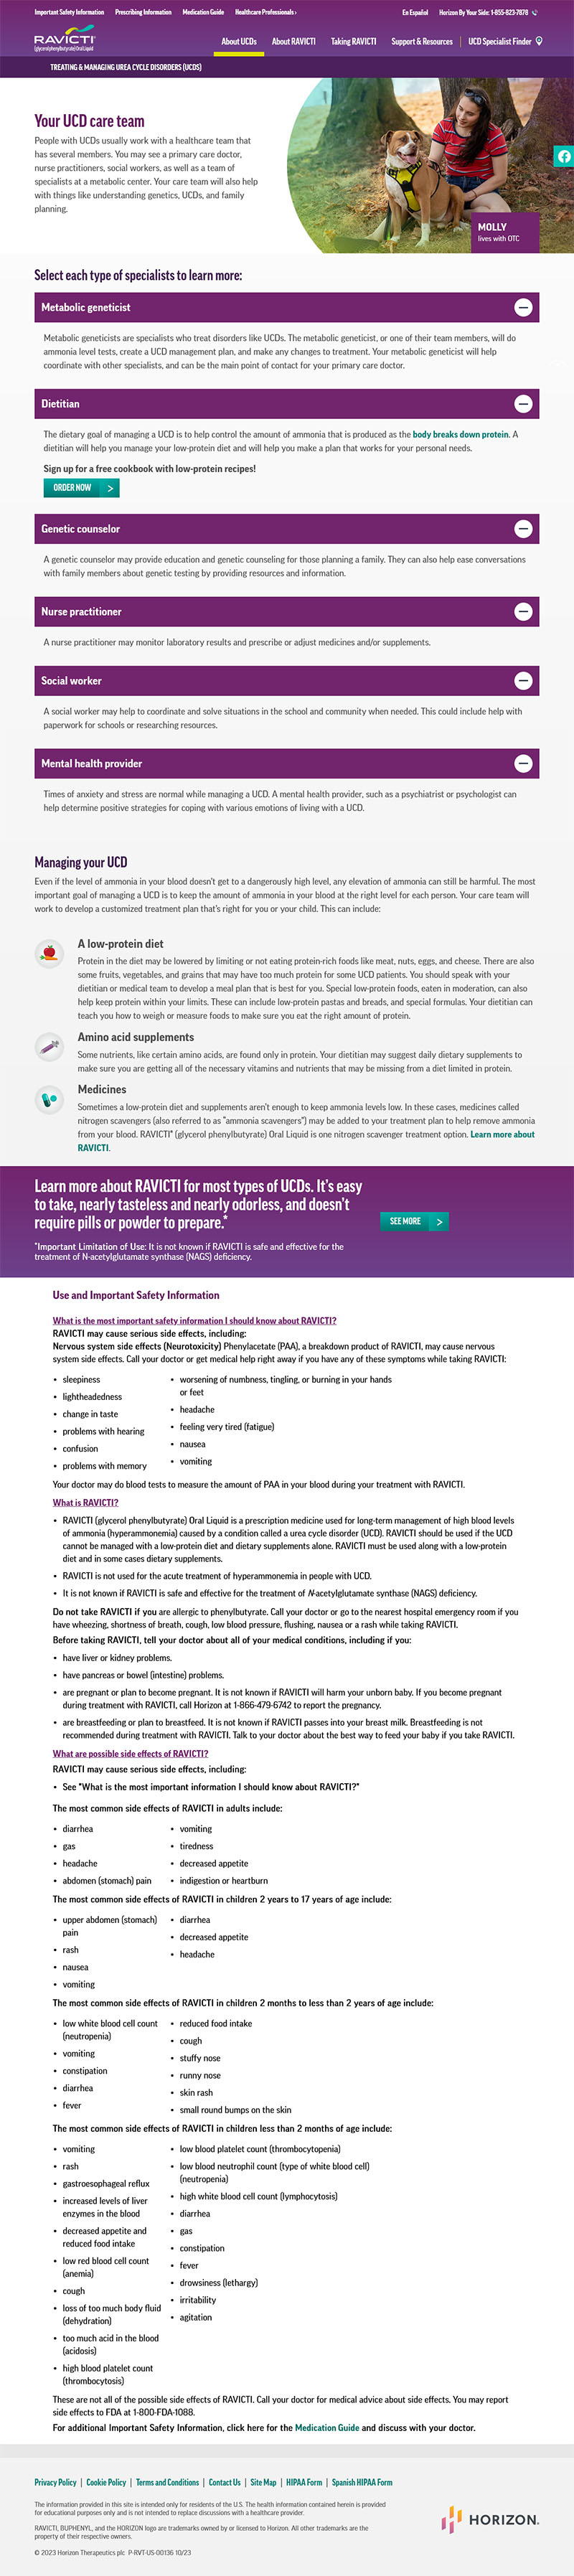 Important Safety Information Prescribing Information Medication Guide Healthcare Professionals ›
En Español Horizon By Your Side: 1-855-823-7878
RAVICTI®
(glycerol phenylbutyrate) Oral Liquid
About UCDs About RAVICTI Taking RAVICTI Support & Resources UCD Specialist Finder
TREATING & MANAGING UREA CYCLE DISORDERS (UCDS)
Your UCD care team
People with UCDs usually work with a healthcare team that
has several members. You may see a primary care doctor,
nurse practitioners, social workers, as well as a team of
specialists at a metabolic center. Your care team will also help
with things like understanding genetics, UCDs, and family
planning.
MOLLY
lives with OTC
Select each type of specialists to learn more:
Metabolic geneticist
Metabolic geneticists are specialists who treat disorders like UCDs. The metabolic geneticist, or one of their team members, will do
ammonia level tests, create a UCD management plan, and make any changes to treatment. Your metabolic geneticist will help
coordinate with other specialists, and can be the main point of contact for your primary care doctor.
Dietitian
The dietary goal of managing a UCD is to help control the amount of ammonia that is produced as the body breaks down protein. A
dietitian will help you manage your low-protein diet and will help you make a plan that works for your personal needs.
Sign up for a free cookbook with low-protein recipes!
ORDER NOW >
Genetic counselor
A genetic counselor may provide education and genetic counseling for those planning a family. They can also help ease conversations
with family members about genetic testing by providing resources and information.
Nurse practitioner
A nurse practitioner may monitor laboratory results and prescribe or adjust medicines and/or supplements.
Social worker
A social worker may help to coordinate and solve situations in the school and community when needed. This could include help with
paperwork for schools or researching resources.
Mental health provider
Times of anxiety and stress are normal while managing a UCD. A mental health provider, such as a psychiatrist or psychologist can
help determine positive strategies for coping with various emotions of living with a UCD.
Managing your UCD
Even if the level of ammonia in your blood doesn't get to a dangerously high level, any elevation of ammonia can still be harmful. The most
important goal of managing a UCD is to keep the amount of ammonia in your blood at the right level for each person. Your care team will
work to develop a customized treatment plan that's right for you or your child. This can include:
A low-protein diet
Protein in the diet may be lowered by limiting or not eating protein-rich foods like meat, nuts, eggs, and cheese. There are also
some fruits, vegetables, and grains that may have too much protein for some UCD patients. You should speak with your
dietitian or medical team to develop a meal plan that is best for you. Special low-protein foods, eaten in moderation, can also
help keep protein within your limits. These can include low-protein pastas and breads, and special formulas. Your dietitian can
teach you how to weigh or measure foods to make sure you eat the right amount of protein.
Amino acid supplements
Some nutrients, like certain amino acids, are found only in protein. Your dietitian may suggest daily dietary supplements to
make sure you are getting all of the necessary vitamins and nutrients that may be missing from a diet limited in protein.
Medicines
Sometimes a low-protein diet and supplements aren't enough to keep ammonia levels low. In these cases, medicines called
nitrogen scavengers (also referred to as "ammonia scavengers") may be added to your treatment plan to help remove ammonia
from your blood. RAVICTI® (glycerol phenylbutyrate) Oral Liquid is one nitrogen scavenger treatment option. Learn more about
RAVICTI.
Learn more about RAVICTI for most types of UCDs. It's easy
to take, nearly tasteless and nearly odorless, and doesn't
require pills or powder to prepare.*
SEE MORE >
*Important Limitation of Use: It is not known if RAVICTI is safe and effective for the
treatment of N-acetylglutamate synthase (NAGS) deficiency.
Use and Important Safety Information
What is the most important safety information I should know about RAVICTI?
RAVICTI may cause serious side effects, including:
Nervous system side effects (Neurotoxicity) Phenylacetate (PAA), a breakdown product of RAVICTI, may cause nervous
system side effects. Call your doctor or get medical help right away if you have any of these symptoms while taking RAVICTI:
• sleepiness
• lightheadedness
• change in taste
• problems with hearing
• confusion
• problems with memory
• worsening of numbness, tingling, or burning in your hands
or feet
• headache
• feeling very tired (fatigue)
• nausea
• vomiting
Your doctor may do blood tests to measure the amount of PAA in your blood during your treatment with RAVICTI.
What is RAVICTI?
• RAVICTI (glycerol phenylbutyrate) Oral Liquid is a prescription medicine used for long-term management of high blood levels
of ammonia (hyperammonemia) caused by a condition called a urea cycle disorder (UCD). RAVICTI should be used if the UCD
cannot be managed with a low-protein diet and dietary supplements alone. RAVICTI must be used along with a low-protein
diet and in some cases dietary supplements.
• RAVICTI is not used for the acute treatment of hyperammonemia in people with UCD.
• It is not known if RAVICTI is safe and effective for the treatment of N-acetylglutamate synthase (NAGS) deficiency.
Do not take RAVICTI if you are allergic to phenylbutyrate. Call your doctor or go to the nearest hospital emergency room if you
have wheezing, shortness of breath, cough, low blood pressure, flushing, nausea or a rash while taking RAVICTI.
Before taking RAVICTI, tell your doctor about all of your medical conditions, including if you:
• have liver or kidney problems.
• have pancreas or bowel (intestine) problems.
• are pregnant or plan to become pregnant. It is not known if RAVICTI will harm your unborn baby. If you become pregnant
during treatment with RAVICTI, call Horizon at 1-866-479-6742 to report the pregnancy.
• are breastfeeding or plan to breastfeed. It is not known if RAVICTI passes into your breast milk. Breastfeeding is not
recommended during treatment with RAVICTI. Talk to your doctor about the best way to feed your baby if you take RAVICTI.
What are possible side effects of RAVICTI?
RAVICTI may cause serious side effects, including:
• See "What is the most important information I should know about RAVICTI?"
The most common side effects of RAVICTI in adults include:
• diarrhea
• gas
• headache
• abdomen (stomach) pain
• vomiting
• tiredness
• decreased appetite
• indigestion or heartburn
The most common side effects of RAVICTI in children 2 years to 17 years of age include:
• upper abdomen (stomach)
pain
• rash
• nausea
• vomiting
• diarrhea
• decreased appetite
• headache
The most common side effects of RAVICTI in children 2 months to less than 2 years of age include:
• low white blood cell count
(neutropenia)
• vomiting
• constipation
• diarrhea
• fever
• reduced food intake
• cough
• stuffy nose
• runny nose
• skin rash
• small round bumps on the skin
The most common side effects of RAVICTI in children less than 2 months of age include:
• vomiting
• rash
• gastroesophageal reflux
• increased levels of liver
enzymes in the blood
• decreased appetite and
reduced food intake
• low red blood cell count
(anemia)
• cough
• loss of too much body fluid
(dehydration)
• too much acid in the blood
(acidosis)
• high blood platelet count
(thrombocytosis)
• low blood platelet count (thrombocytopenia)
• low blood neutrophil count (type of white blood cell)
(neutropenia)
• high white blood cell count (lymphocytosis)
• diarrhea
• gas
• constipation
• fever
• drowsiness (lethargy)
• irritability
• agitation
These are not all of the possible side effects of RAVICTI. Call your doctor for medical advice about side effects. You may report
side effects to FDA at 1-800-FDA-1088.
For additional Important Safety Information, click here for the Medication Guide and discuss with your doctor.
Privacy Policy | Cookie Policy | Terms and Conditions | Contact Us | Site Map | HIPAA Form | Spanish HIPAA Form
The information provided in this site is intended only for residents of the U.S. The health information contained herein is provided
for educational purposes only and is not intended to replace discussions with a healthcare provider.
RAVICTI, BUPHENYL, and the HORIZON logo are trademarks owned by or licensed to Horizon. All other trademarks are the
property of their respective owners.
© 2023 Horizon Therapeutics plc P-RVT-US-00136 10/23
HORIZON.